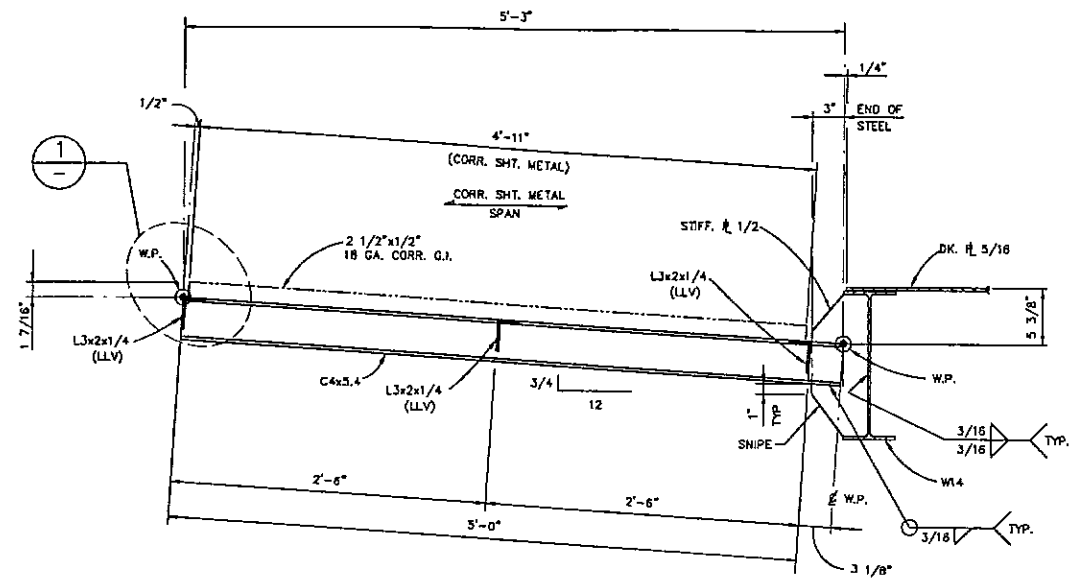 5'-3"
1/4"
3"
END OF
STEEL
1/2"
4'-11"
(CORR. SHT. METAL)
CORR. SHT. METAL
SPAN
1
-
W.P.
2 1/2"x1/2"
18 GA. CORR. G.I.
STIFF. ℄ 1/2
DK. ℄ 5/16
L3x2x1/4
(LLV)
1 7/16"
5 3/8"
L3x2x1/4
(LLV)
C4x5.4
L3x2x1/4
(LLV)
3/4
12
1"
TYP
W.P.
SNIPE
3/16
3/16
TYP.
W14
2'-6"
2'-6"
W.P.
5'-0"
3/16
TYP.
3 1/8"